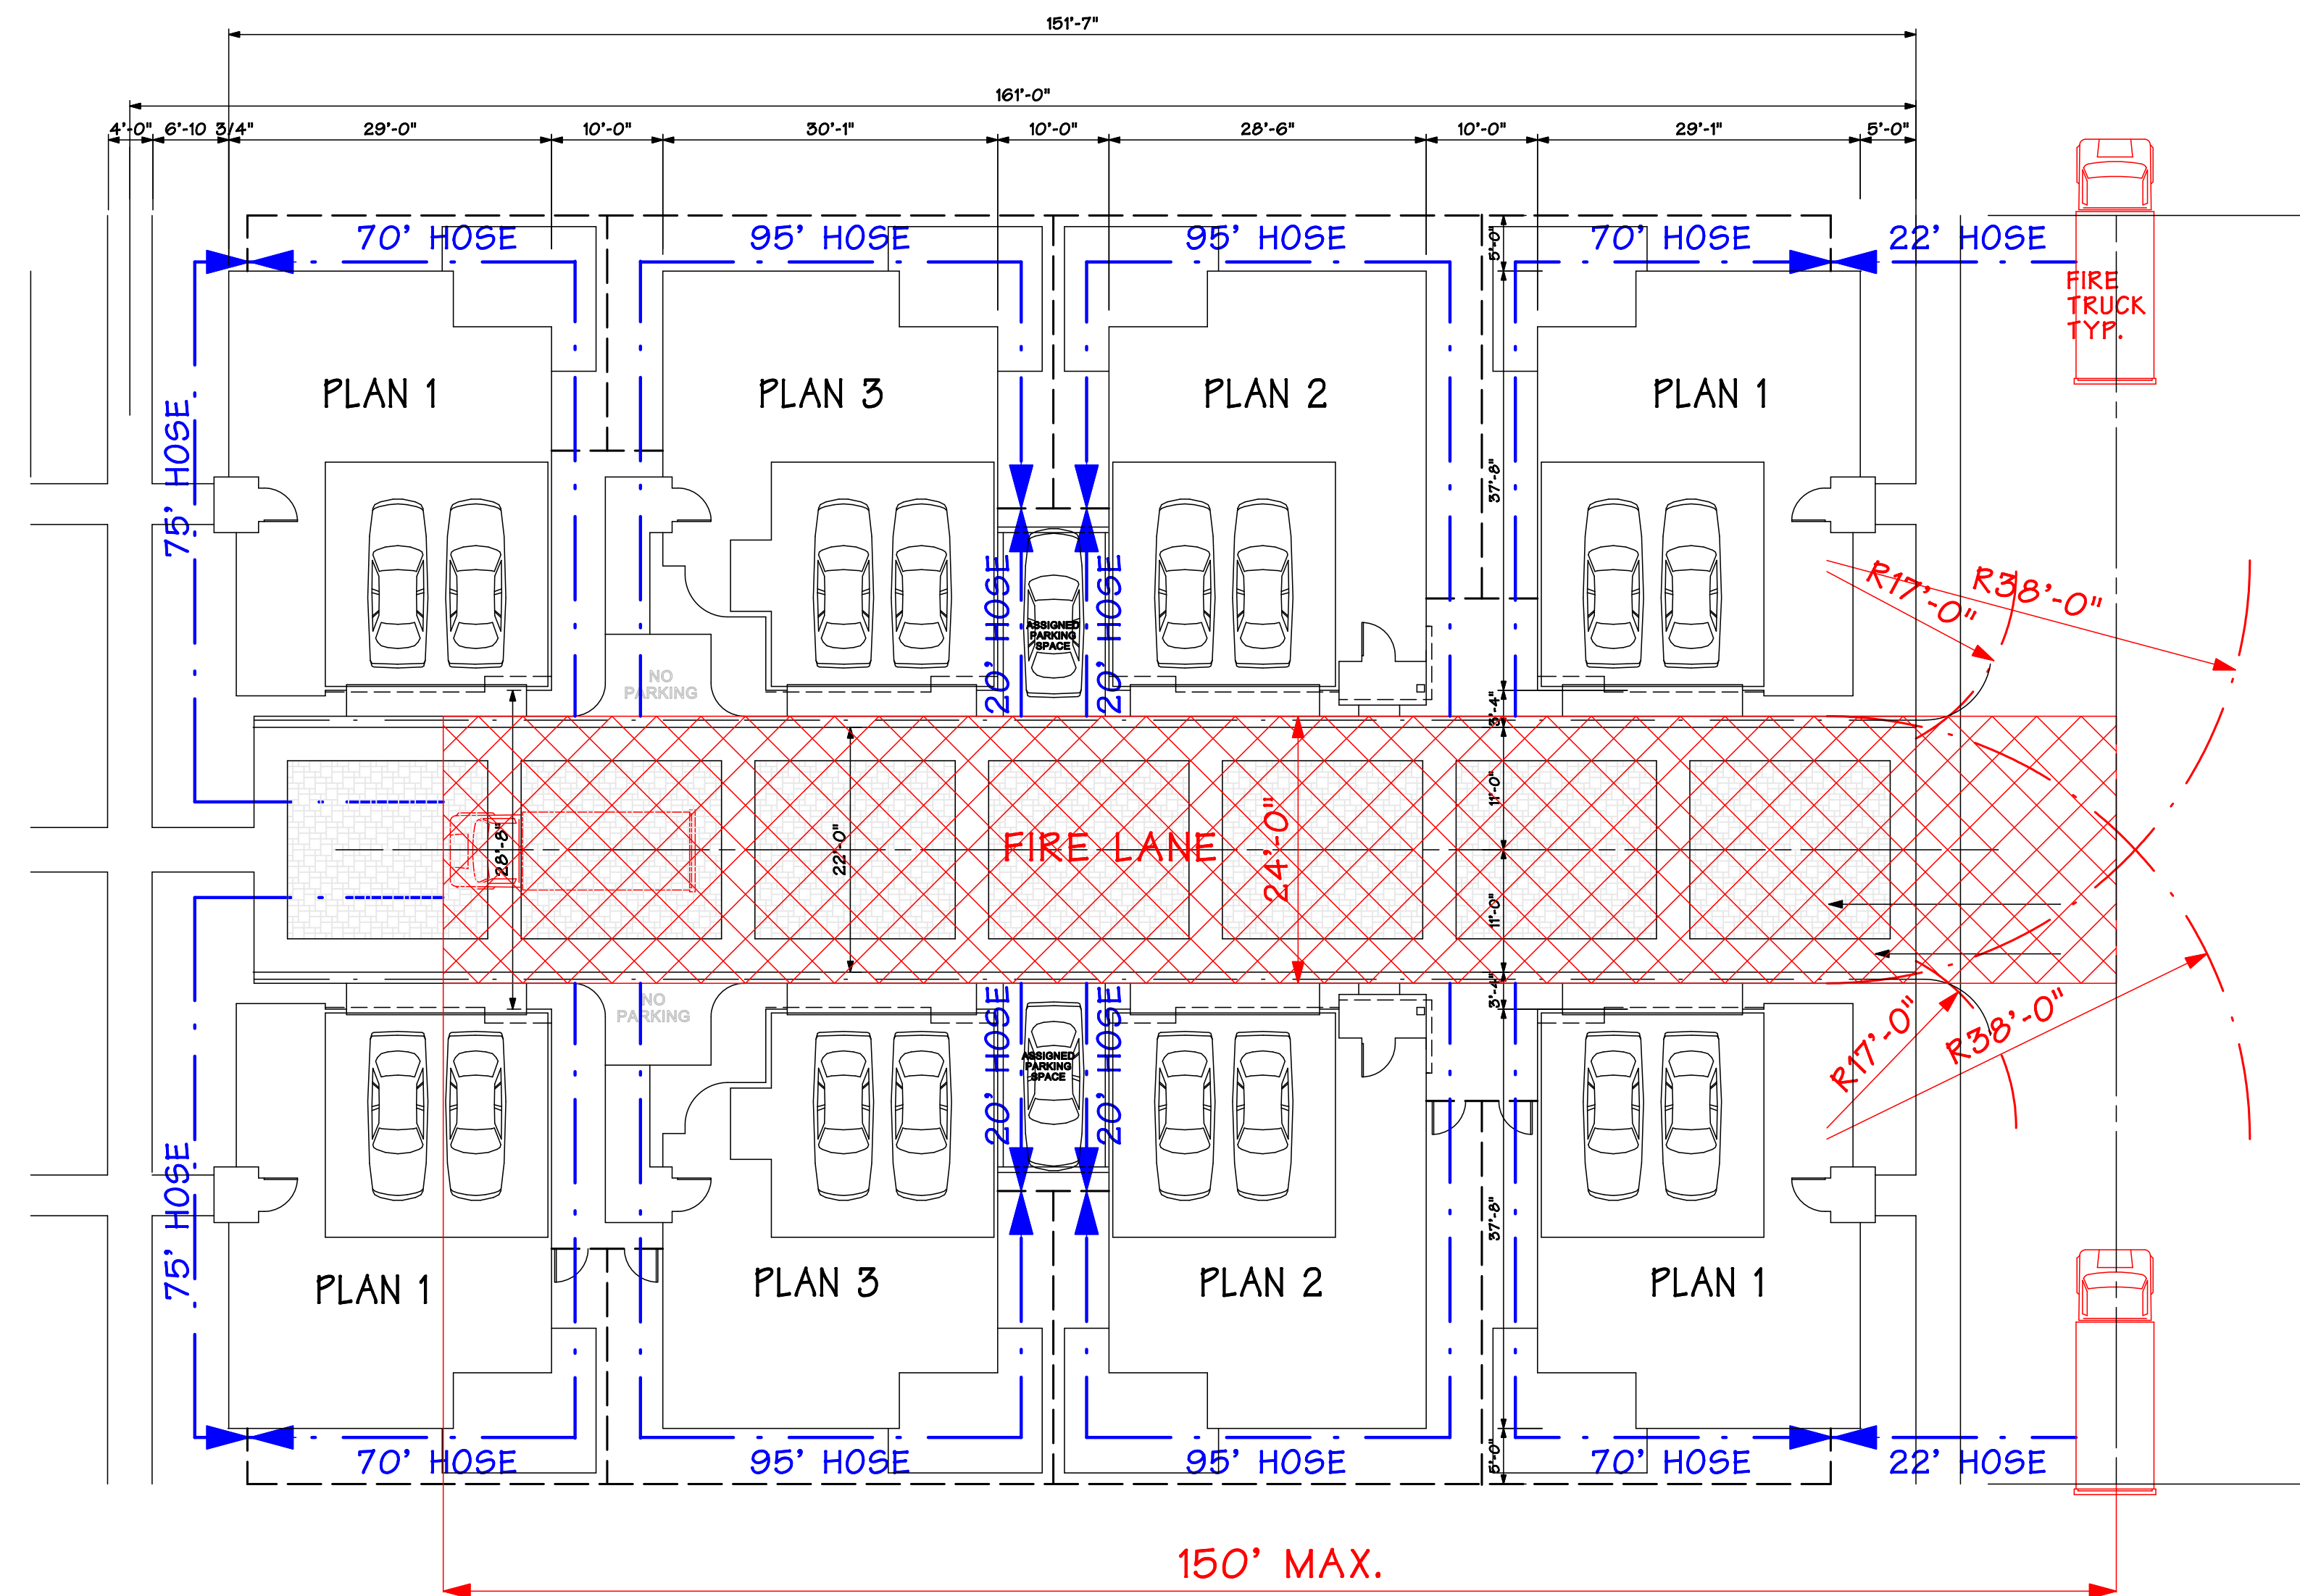 151'-7"
161'-0"
4'-0" 6'-10 3/4" 29'-0" 10'-0" 30'-1" 10'-0" 28'-6" 10'-0" 29'-1" 5'-0"
70' HOSE 95' HOSE 95' HOSE 70' HOSE 22' HOSE
5'-0"
FIRE
TRUCK
TYP.
PLAN 1 PLAN 3 PLAN 2 PLAN 1
75' HOSE
37'-8"
R17'-0" R38'-0"
20' HOSE
20' HOSE
ASSIGNED
PARKING
SPACE
NO
PARKING
3'-4"
11'-0"
28'-8"
22'-0"
FIRE LANE
24'-0"
11'-0"
3'-4"
NO
PARKING
20' HOSE
20' HOSE
ASSIGNED
PARKING
SPACE
R17'-0"
R38'-0"
75' HOSE
37'-8"
PLAN 1 PLAN 3 PLAN 2 PLAN 1
70' HOSE 95' HOSE 95' HOSE 70' HOSE 22' HOSE
5'-0"
150' MAX.